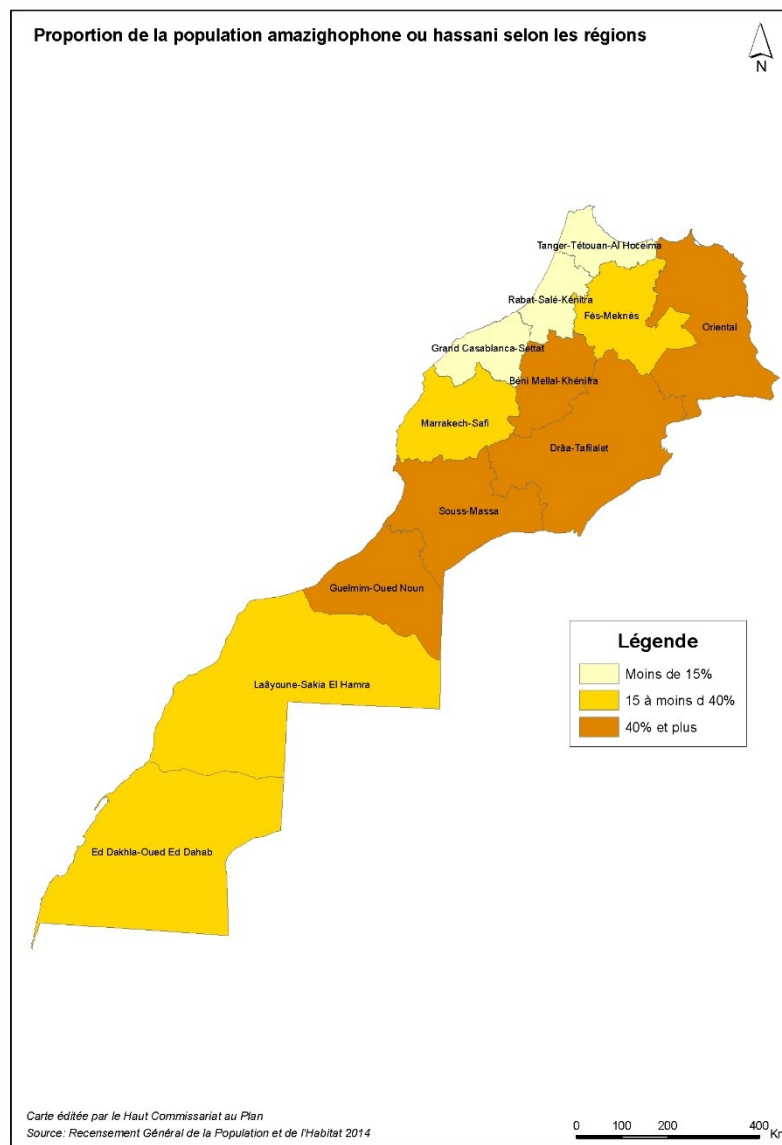 Proportion de la population amazighophone ou hassani selon les régions
N
Tanger-Tétouan-Al Hoceima
Rabat-Salé-Kénitra
Fés-Meknés
Oriental
Grand Casablanca-Settat
Béni Mellal-Khénifra
Marrakech-Safi
Drâa-Tafilalet
Souss-Massa
Guelmim-Oued Noun
Légende
Moins de 15%
15 à moins d 40%
40% et plus
Laâyoune-Sakia El Hamra
Ed Dakhla-Oued Ed Dahab
Carte éditée par le Haut Commissariat au Plan
Source: Recensement Général de la Population et de l'Habitat 2014
0 100 200 400
Km